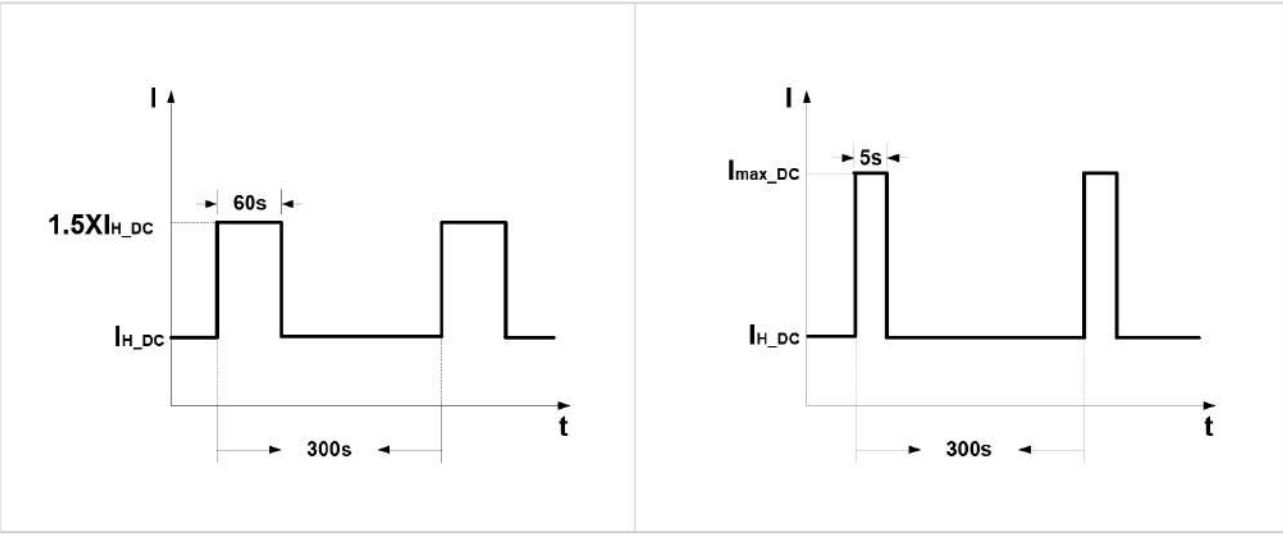 I
60s
1.5XIH_DC
IH_DC
t
300s
I
5s
Imax_DC
IH_DC
t
300s